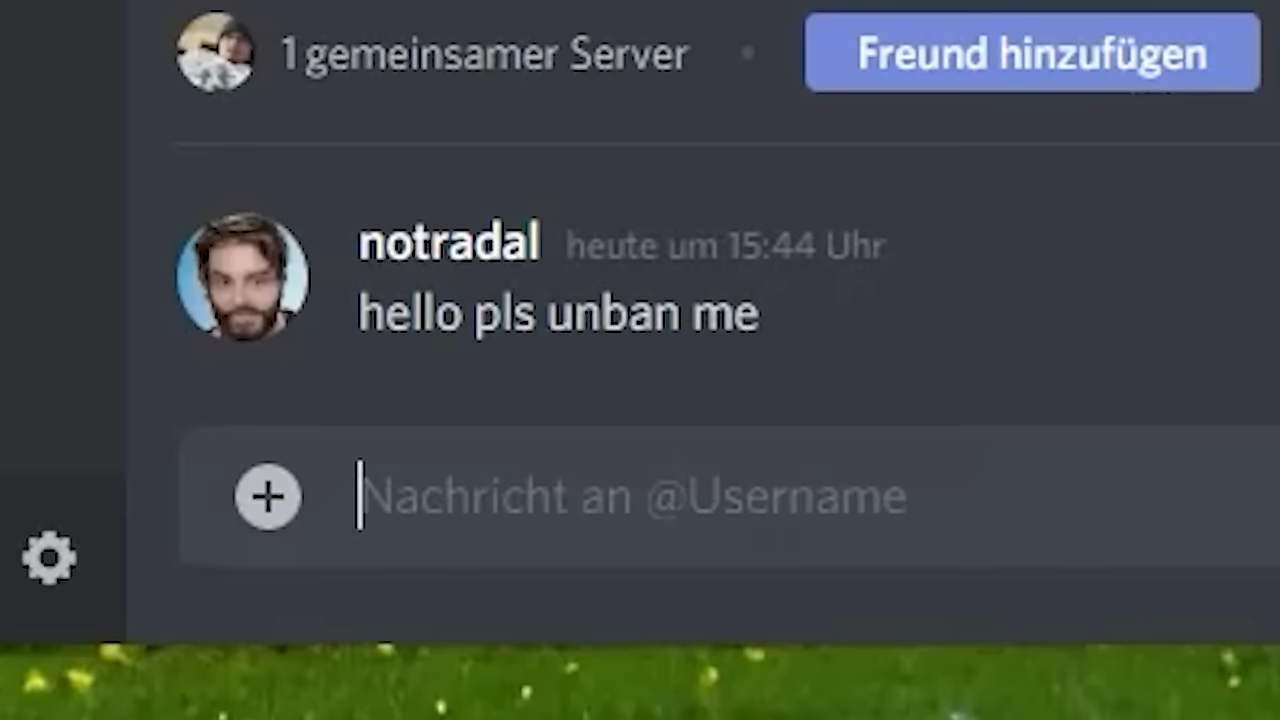 1 gemeinsamer Server • Freund hinzufügen
notradal heute um 15:44 Uhr
hello pls unban me
Nachricht an @Username